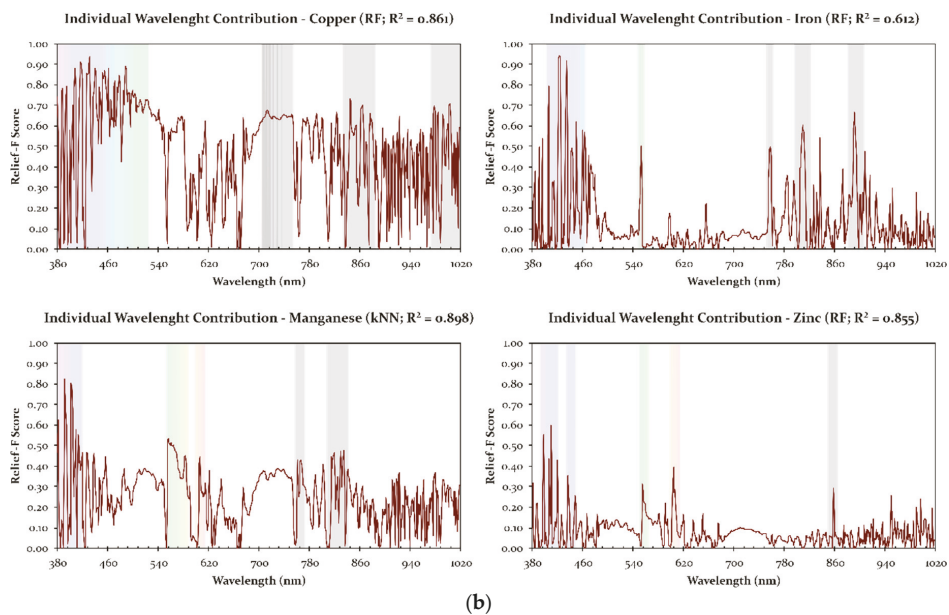 Individual Wavelenght Contribution - Copper (RF; R² = 0.861)
1.00
0.90
0.80
0.70
0.60
0.50
0.40
0.30
0.20
0.10
0.00
Relief-F Score
380 460 540 620 700 780 860 940 1020
Wavelength (nm)
Individual Wavelenght Contribution - Iron (RF; R² = 0.612)
1.00
0.90
0.80
0.70
0.60
0.50
0.40
0.30
0.20
0.10
0.00
Relief-F Score
380 460 540 620 700 780 860 940 1020
Wavelength (nm)
Individual Wavelenght Contribution - Manganese (kNN; R² = 0.898)
1.00
0.90
0.80
0.70
0.60
0.50
0.40
0.30
0.20
0.10
0.00
Relief-F Score
380 460 540 620 700 780 860 940 1020
Wavelength (nm)
Individual Wavelenght Contribution - Zinc (RF; R² = 0.855)
1.00
0.90
0.80
0.70
0.60
0.50
0.40
0.30
0.20
0.10
0.00
Relief-F Score
380 460 540 620 700 780 860 940 1020
Wavelength (nm)
(b)